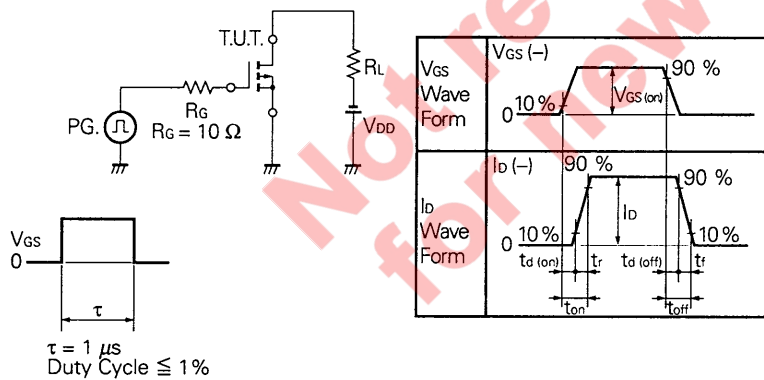 T.U.T.
RL
RG
RG = 10 Ω
PG.
VDD
VGS
0
τ
τ = 1 μs
Duty Cycle ≦ 1%
VGS
Wave
Form
VGS (–)
90 %
10 %
VGS (on)
0
ID
Wave
Form
ID (–)
90 %
90 %
ID
0
10 %
10 %
td (on)
tr
td (off)
tf
ton
toff
Not re
for new